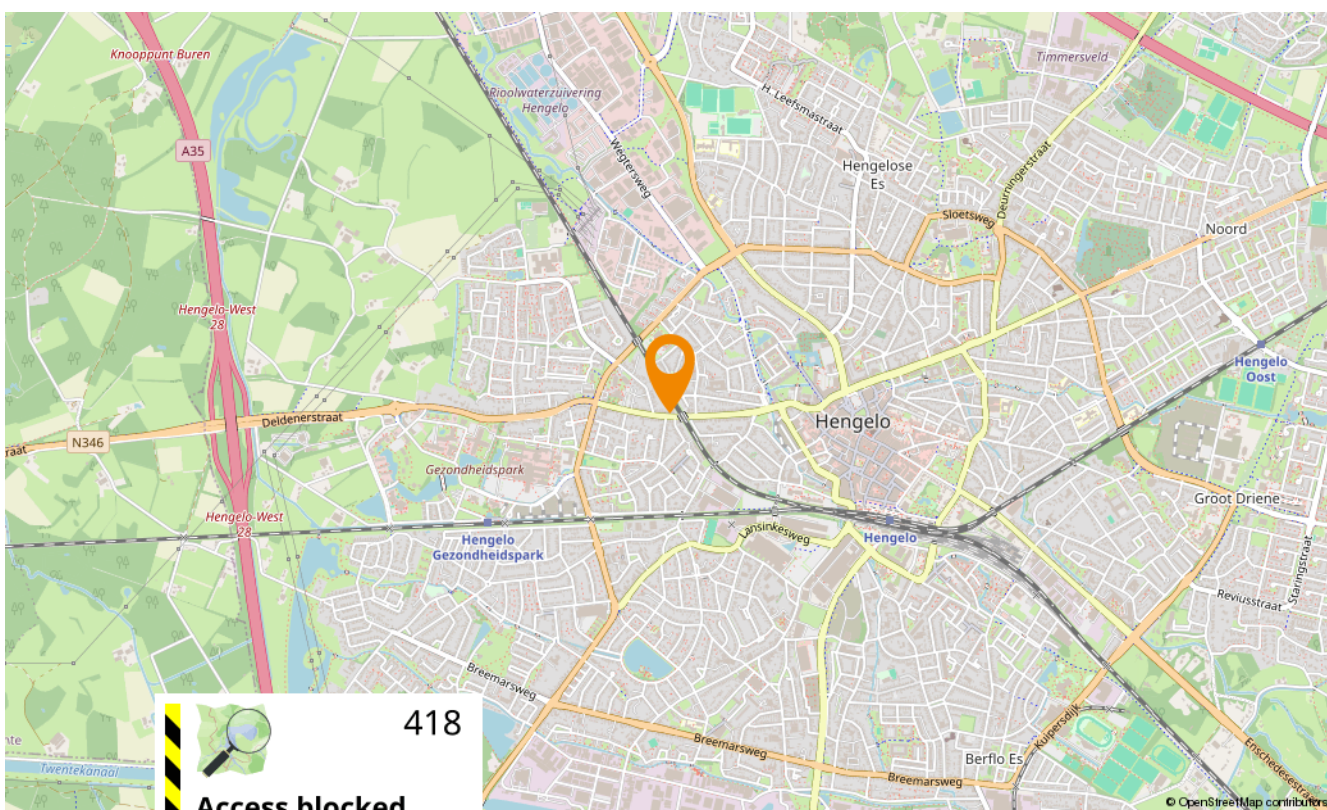 Knooppunt Buren
Rioolwaterzuivering
Hengelo
Timmersveld
H. Leefsmastraat
A35
Wegtersweg
Hengelose
Es
Deurningerstraat
Sloetsweg
Noord
Hengelo-West
28
Hengelo
Oost
Deldenerstraat
Hengelo
N346
raat
Gezondheidspark
Groot Driene
Hengelo-West
28
Hengelo
Gezondheidspark
Lansinkesweg
Hengelo
Staringstraat
Reviusstraat
Breemarsweg
418
Kuipersdijk
Breemarsweg
nte
Enschedesestraat
Berflo Es
Twentekanaal
Breemarsweg
Access blocked
© OpenStreetMap contributors